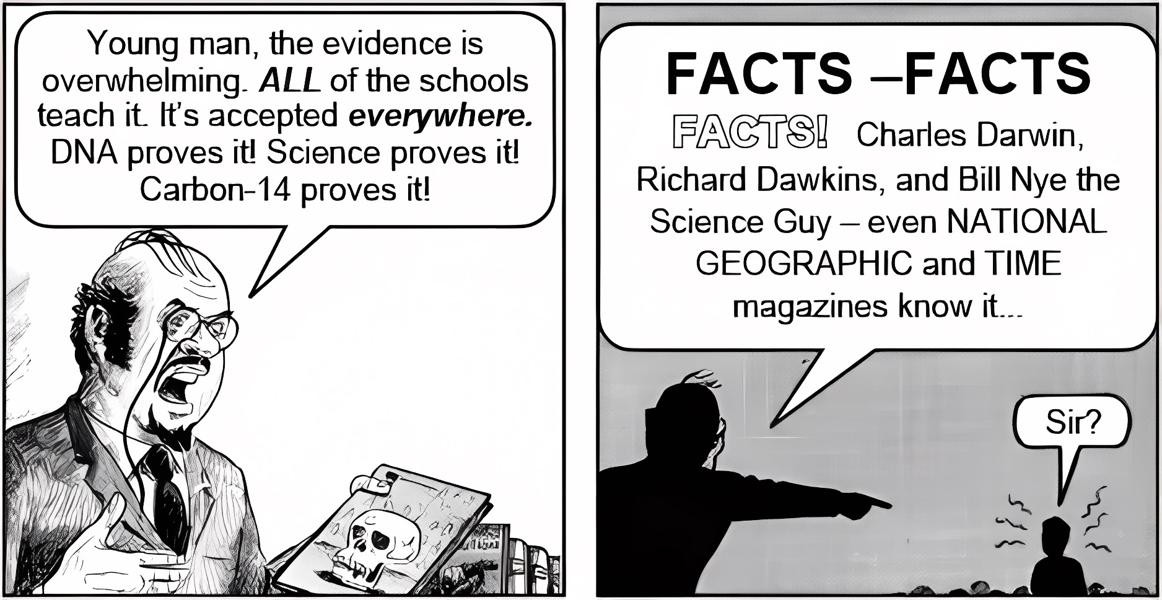 Young man, the evidence is
overwhelming. ALL of the schools
teach it. It's accepted everywhere.
DNA proves it! Science proves it!
Carbon-14 proves it!
FACTS –FACTS
FACTS! Charles Darwin,
Richard Dawkins, and Bill Nye the
Science Guy – even NATIONAL
GEOGRAPHIC and TIME
magazines know it...
Sir?